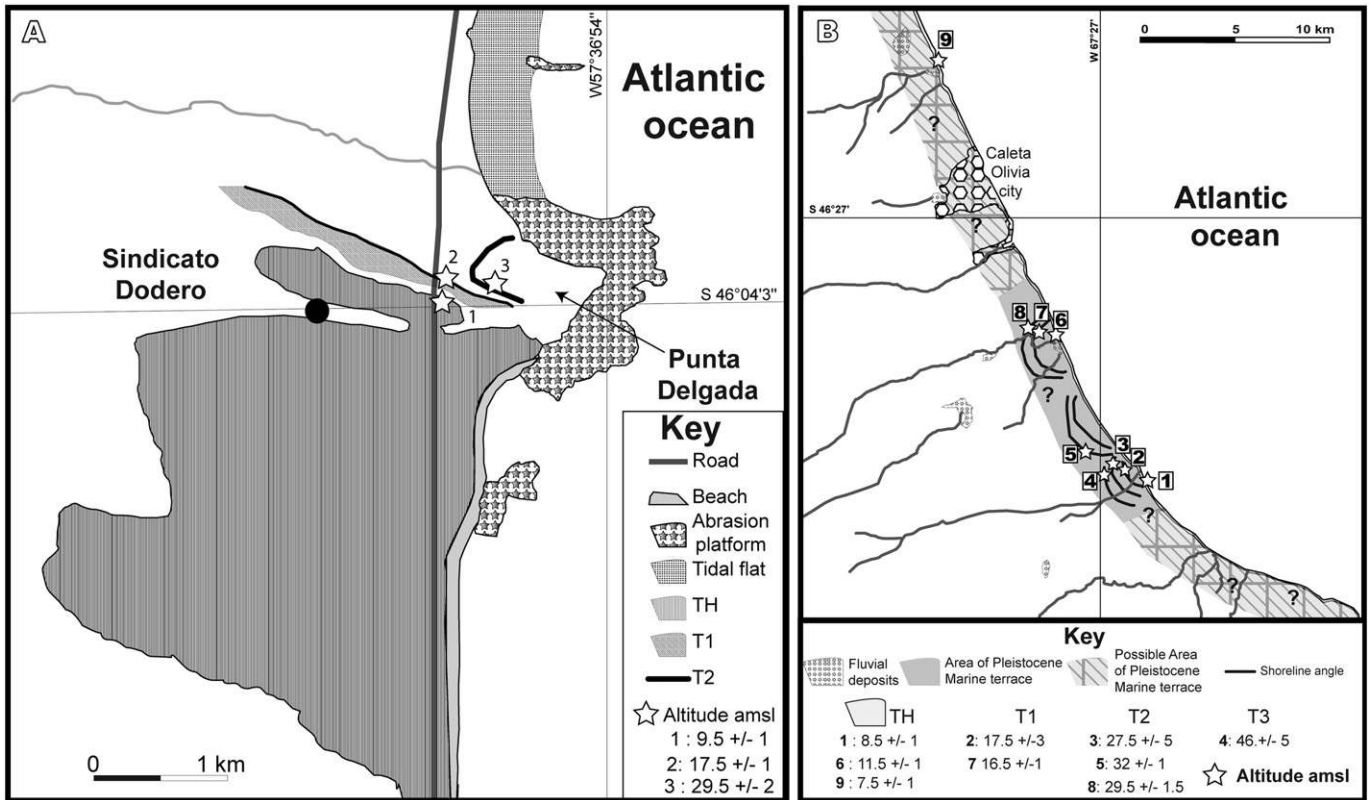 A
W57°36'54"
Atlantic
ocean
Sindicato
Dodero
2
3
1
S 46°04'3"
Punta
Delgada
Key
Road
Beach
Abrasion
platform
Tidal flat
TH
T1
T2
Altitude amsl
1 : 9.5 +/- 1
2: 17.5 +/- 1
3 : 29.5 +/- 2
0 1 km
B
9
W 67°27'
0 5 10 km
?
Caleta
Olivia
city
S 46°27'
?
Atlantic
ocean
8 7 6
?
3
5 2
4 1
?
?
?
Key
Fluvial
deposits
Area of Pleistocene
Marine terrace
Possible Area
of Pleistocene
Marine terrace
Shoreline angle
TH T1 T2 T3
1 : 8.5 +/- 1 2: 17.5 +/-3 3: 27.5 +/- 5 4: 46.+/- 5
6 : 11.5 +/- 1 7 16.5 +/-1 5: 32 +/- 1 Altitude amsl
9 : 7.5 +/- 1 8: 29.5 +/- 1.5